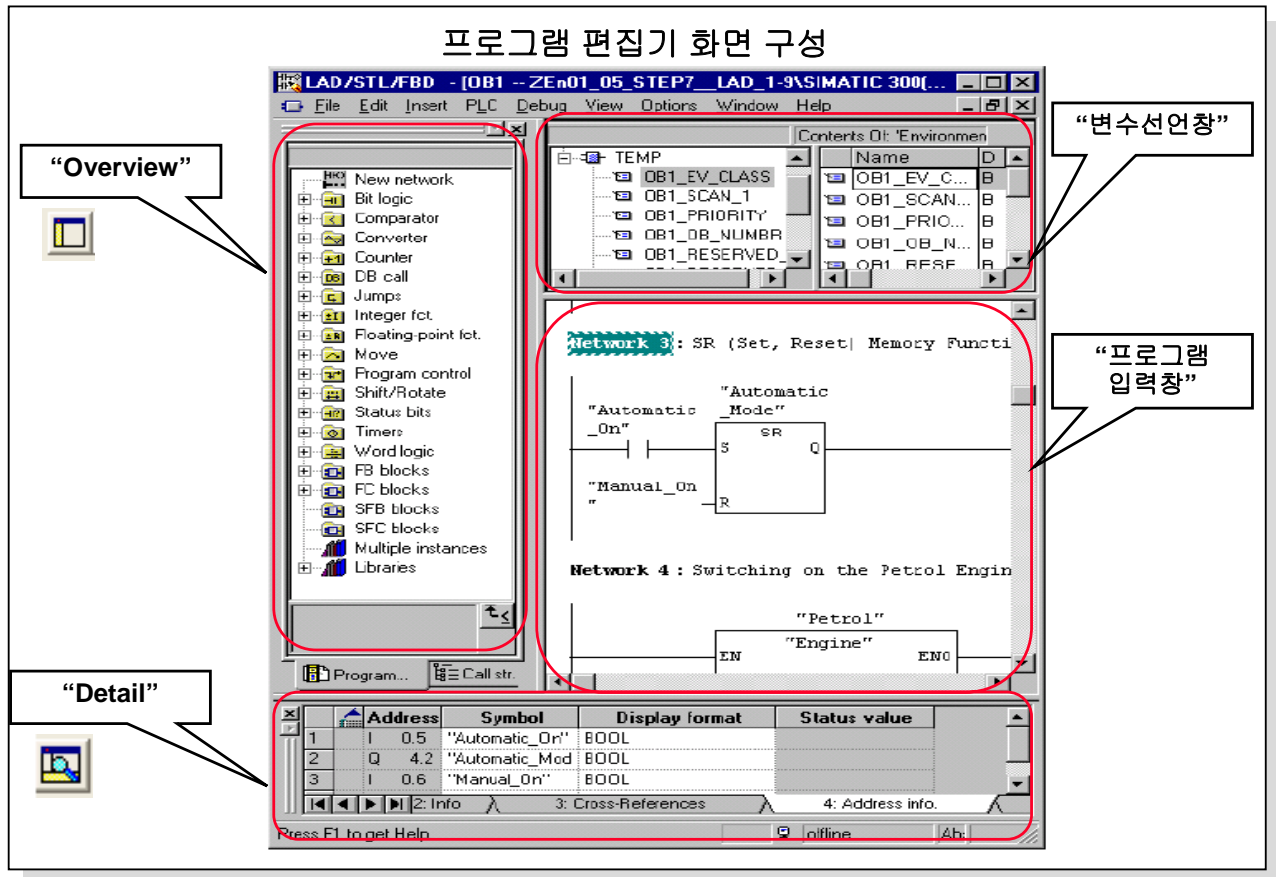 프로그램 편집기 화면 구성
LAD/STL/FBD - [OB1 -- ZEn01_05_STEP7__LAD_1-9\SIMATIC 300(...
File Edit Insert PLC Debug View Options Window Help
“Overview”
“변수선언창”
“프로그램
입력창”
“Detail”
New network
Bit logic
Comparator
Converter
Counter
DB call
Jumps
Integer fct.
Floating-point fct.
Move
Program control
Shift/Rotate
Status bits
Timers
Word logic
FB blocks
FC blocks
SFB blocks
SFC blocks
Multiple instances
Libraries
Program... Call str.
Contents Of: 'Environmen
TEMP
OB1_EV_CLASS
OB1_SCAN_1
OB1_PRIORITY
OB1_OB_NUMBR
OB1_RESERVED_
Name D
OB1_EV_C... B
OB1_SCAN... B
OB1_PRIO... B
OB1_OB_N... B
OB1_RESE B
Network 3 : SR (Set, Reset| Memory Functi
"Automatic
_Mode"
"Automatic
_On"
SR
S Q
"Manual_On
"
R
Network 4 : Switching on the Petrol Engin
"Petrol"
"Engine"
EN ENO
Address Symbol Display format Status value
1 I 0.5 "Automatic_On" BOOL
2 Q 4.2 "Automatic_Mod BOOL
3 I 0.6 "Manual_On" BOOL
2: Info 3: Cross-References 4: Address info.
Press F1 to get Help. offline Ab: